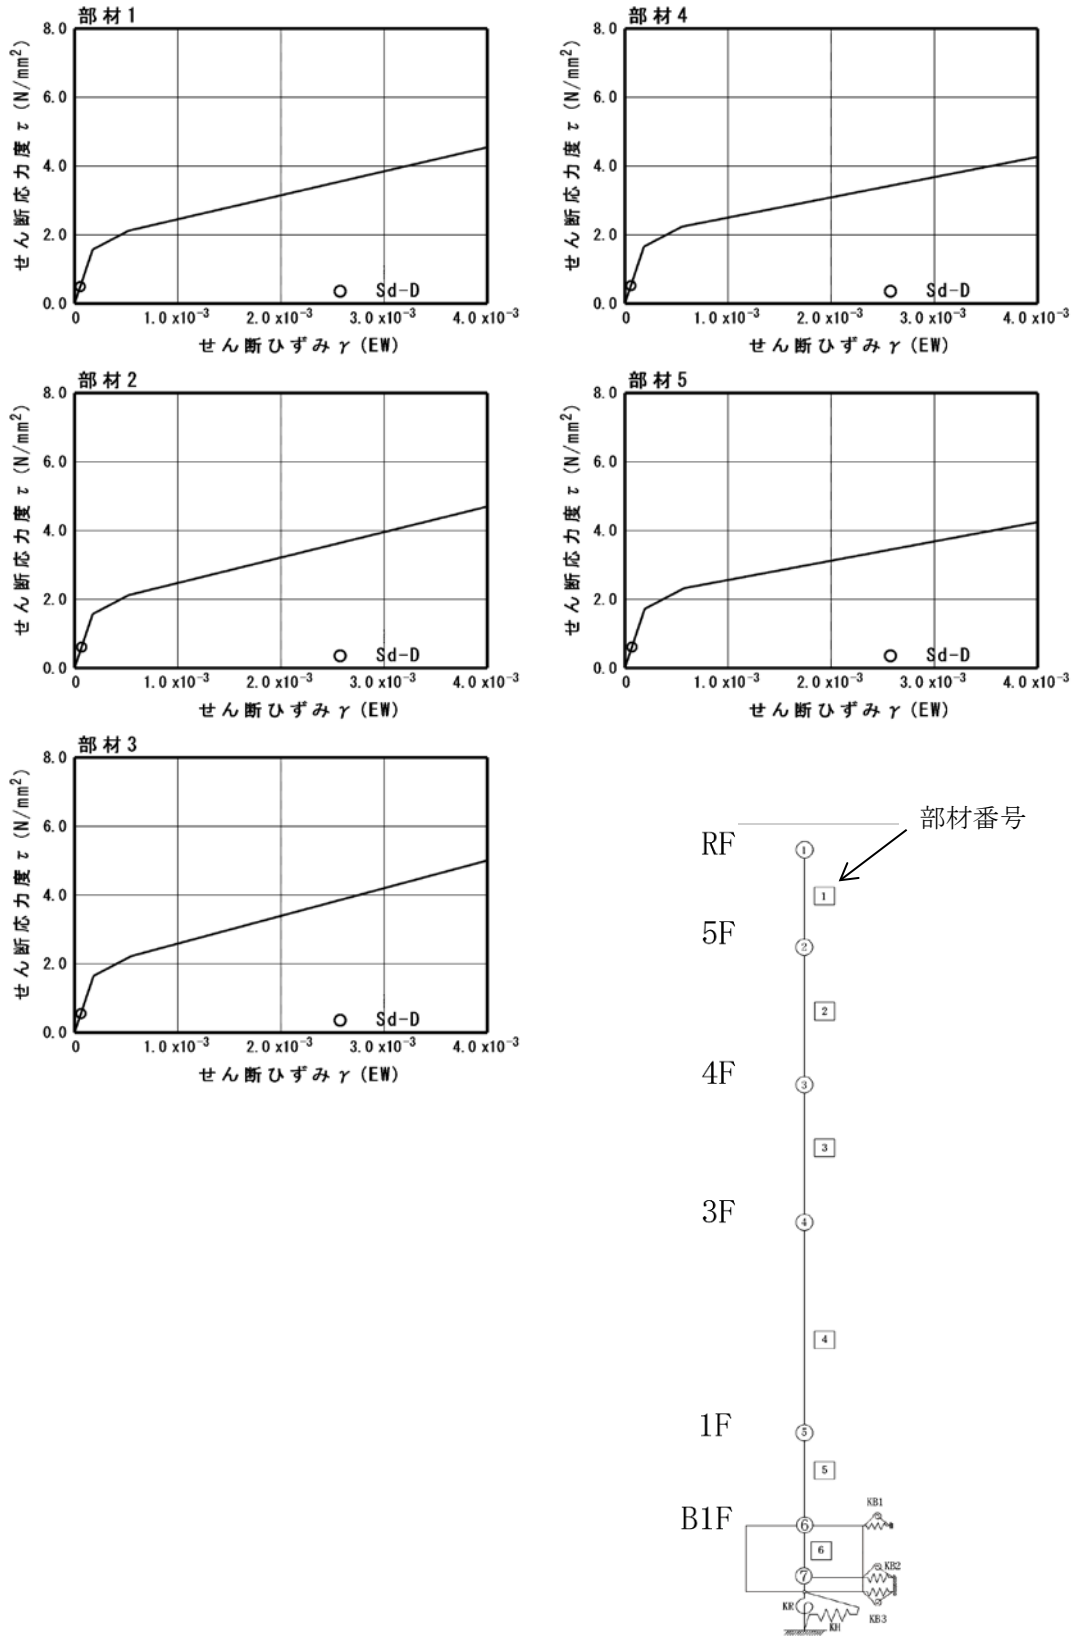 部材1
せん断応力度 τ (N/mm²)
8.0
6.0
4.0
2.0
0.0
Sd-D
0 1.0x10⁻³ 2.0x10⁻³ 3.0x10⁻³ 4.0x10⁻³
せん断ひずみ γ (EW)
部材4
せん断応力度 τ (N/mm²)
8.0
6.0
4.0
2.0
0.0
Sd-D
0 1.0x10⁻³ 2.0x10⁻³ 3.0x10⁻³ 4.0x10⁻³
せん断ひずみ γ (EW)
部材2
せん断応力度 τ (N/mm²)
8.0
6.0
4.0
2.0
0.0
Sd-D
0 1.0x10⁻³ 2.0x10⁻³ 3.0x10⁻³ 4.0x10⁻³
せん断ひずみ γ (EW)
部材5
せん断応力度 τ (N/mm²)
8.0
6.0
4.0
2.0
0.0
Sd-D
0 1.0x10⁻³ 2.0x10⁻³ 3.0x10⁻³ 4.0x10⁻³
せん断ひずみ γ (EW)
部材3
せん断応力度 τ (N/mm²)
8.0
6.0
4.0
2.0
0.0
Sd-D
0 1.0x10⁻³ 2.0x10⁻³ 3.0x10⁻³ 4.0x10⁻³
せん断ひずみ γ (EW)
部材番号
RF ①
1
5F ②
2
4F ③
3
3F ④
4
1F ⑤
5
KB1
B1F ⑥
6
KB2
⑦
KR
KB3
KH